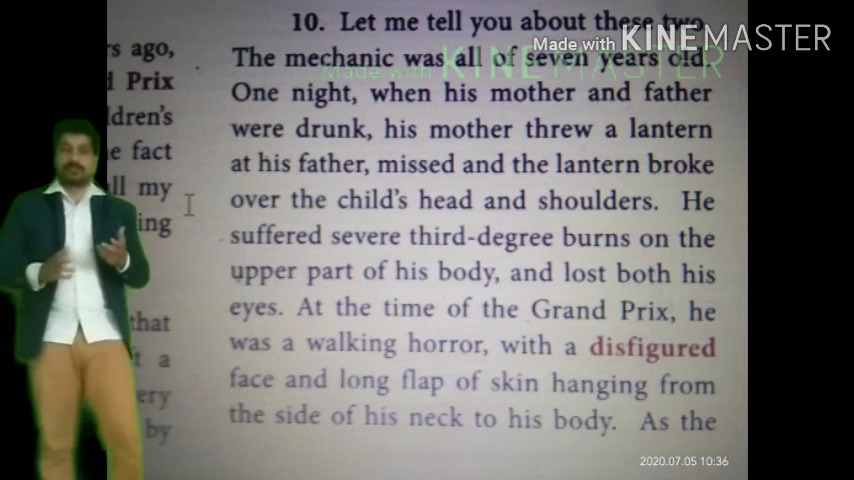 10. Let me tell you about these two.
The mechanic was all of seven years old.
One night, when his mother and father
were drunk, his mother threw a lantern
at his father, missed and the lantern broke
over the child's head and shoulders. He
suffered severe third-degree burns on the
upper part of his body, and lost both his
eyes. At the time of the Grand Prix, he
was a walking horror, with a disfigured
face and long flap of skin hanging from
the side of his neck to his body. As the
s ago,
Prix
ldren's
e fact
ll my
ing
that
t a
ery
by
Made with KINEMASTER
Made with KINEMASTER
2020.07.05 10:36